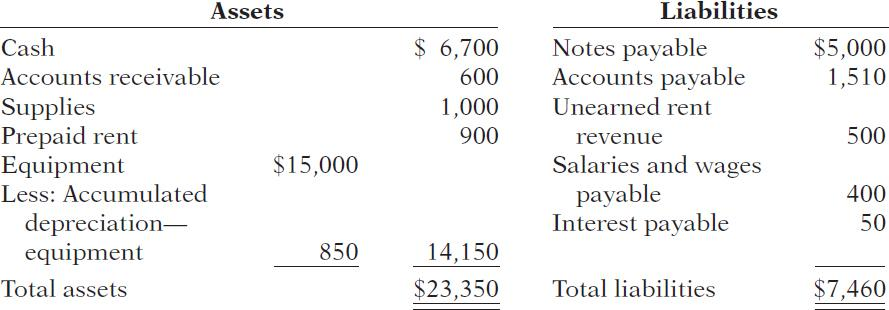 Assets
Cash $ 6,700
Accounts receivable 600
Supplies 1,000
Prepaid rent 900
Equipment $15,000
Less: Accumulated
depreciation—
equipment 850 14,150
Total assets $23,350
Liabilities
Notes payable $5,000
Accounts payable 1,510
Unearned rent
revenue 500
Salaries and wages
payable 400
Interest payable 50
Total liabilities $7,460